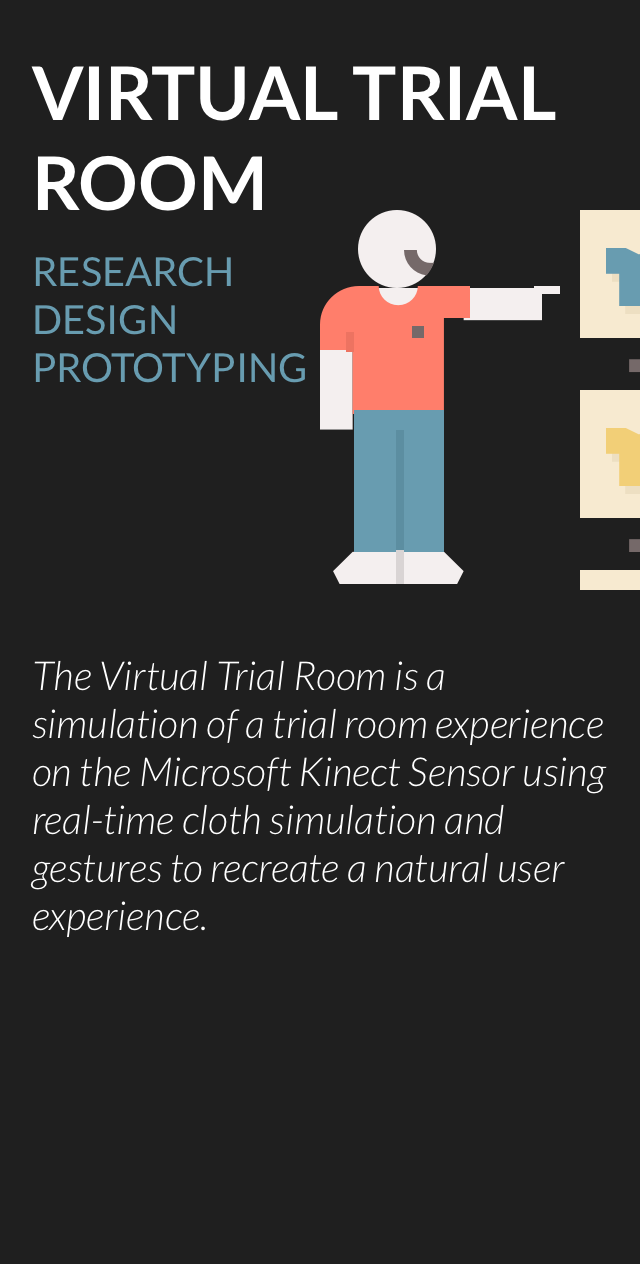 VIRTUAL TRIAL
ROOM
RESEARCH
DESIGN
PROTOTYPING
The Virtual Trial Room is a
simulation of a trial room experience
on the Microsoft Kinect Sensor using
real-time cloth simulation and
gestures to recreate a natural user
experience.